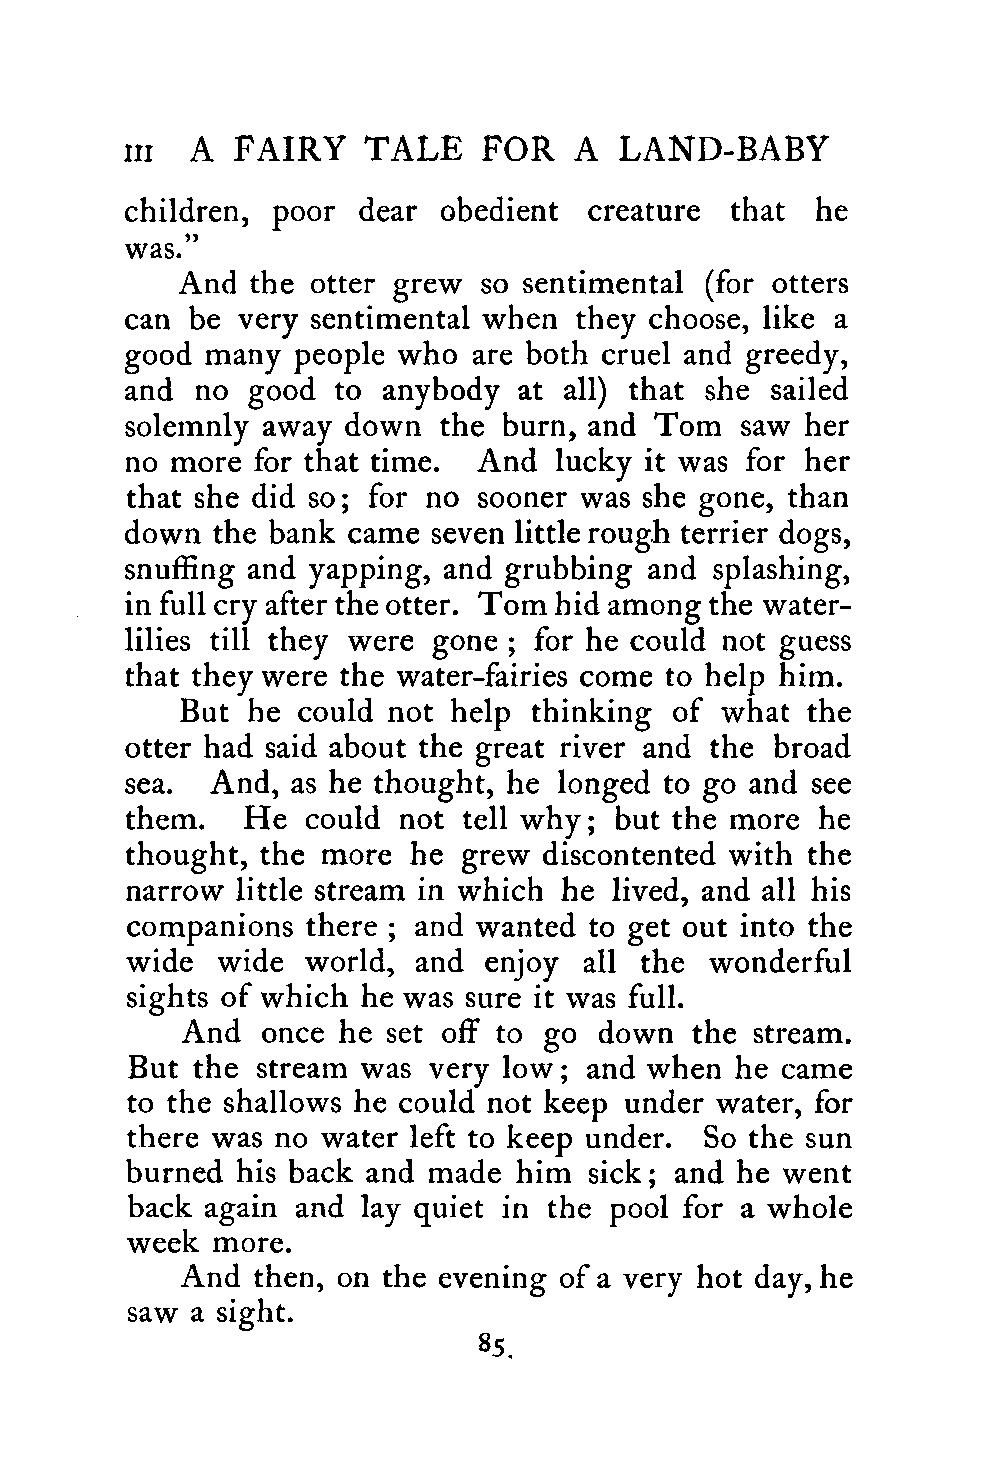 III A FAIRY TALE FOR A LAND-BABY
children, poor dear obedient creature that he
was."
And the otter grew so sentimental (for otters
can be very sentimental when they choose, like a
good many people who are both cruel and greedy,
and no good to anybody at all) that she sailed
solemnly away down the burn, and Tom saw her
no more for that time. And lucky it was for her
that she did so; for no sooner was she gone, than
down the bank came seven little rough terrier dogs,
snuffing and yapping, and grubbing and splashing,
in full cry after the otter. Tom hid among the water-
lilies till they were gone; for he could not guess
that they were the water-fairies come to help him.
But he could not help thinking of what the
otter had said about the great river and the broad
sea. And, as he thought, he longed to go and see
them. He could not tell why; but the more he
thought, the more he grew discontented with the
narrow little stream in which he lived, and all his
companions there; and wanted to get out into the
wide wide world, and enjoy all the wonderful
sights of which he was sure it was full.
And once he set off to go down the stream.
But the stream was very low; and when he came
to the shallows he could not keep under water, for
there was no water left to keep under. So the sun
burned his back and made him sick; and he went
back again and lay quiet in the pool for a whole
week more.
And then, on the evening of a very hot day, he
saw a sight.
85.